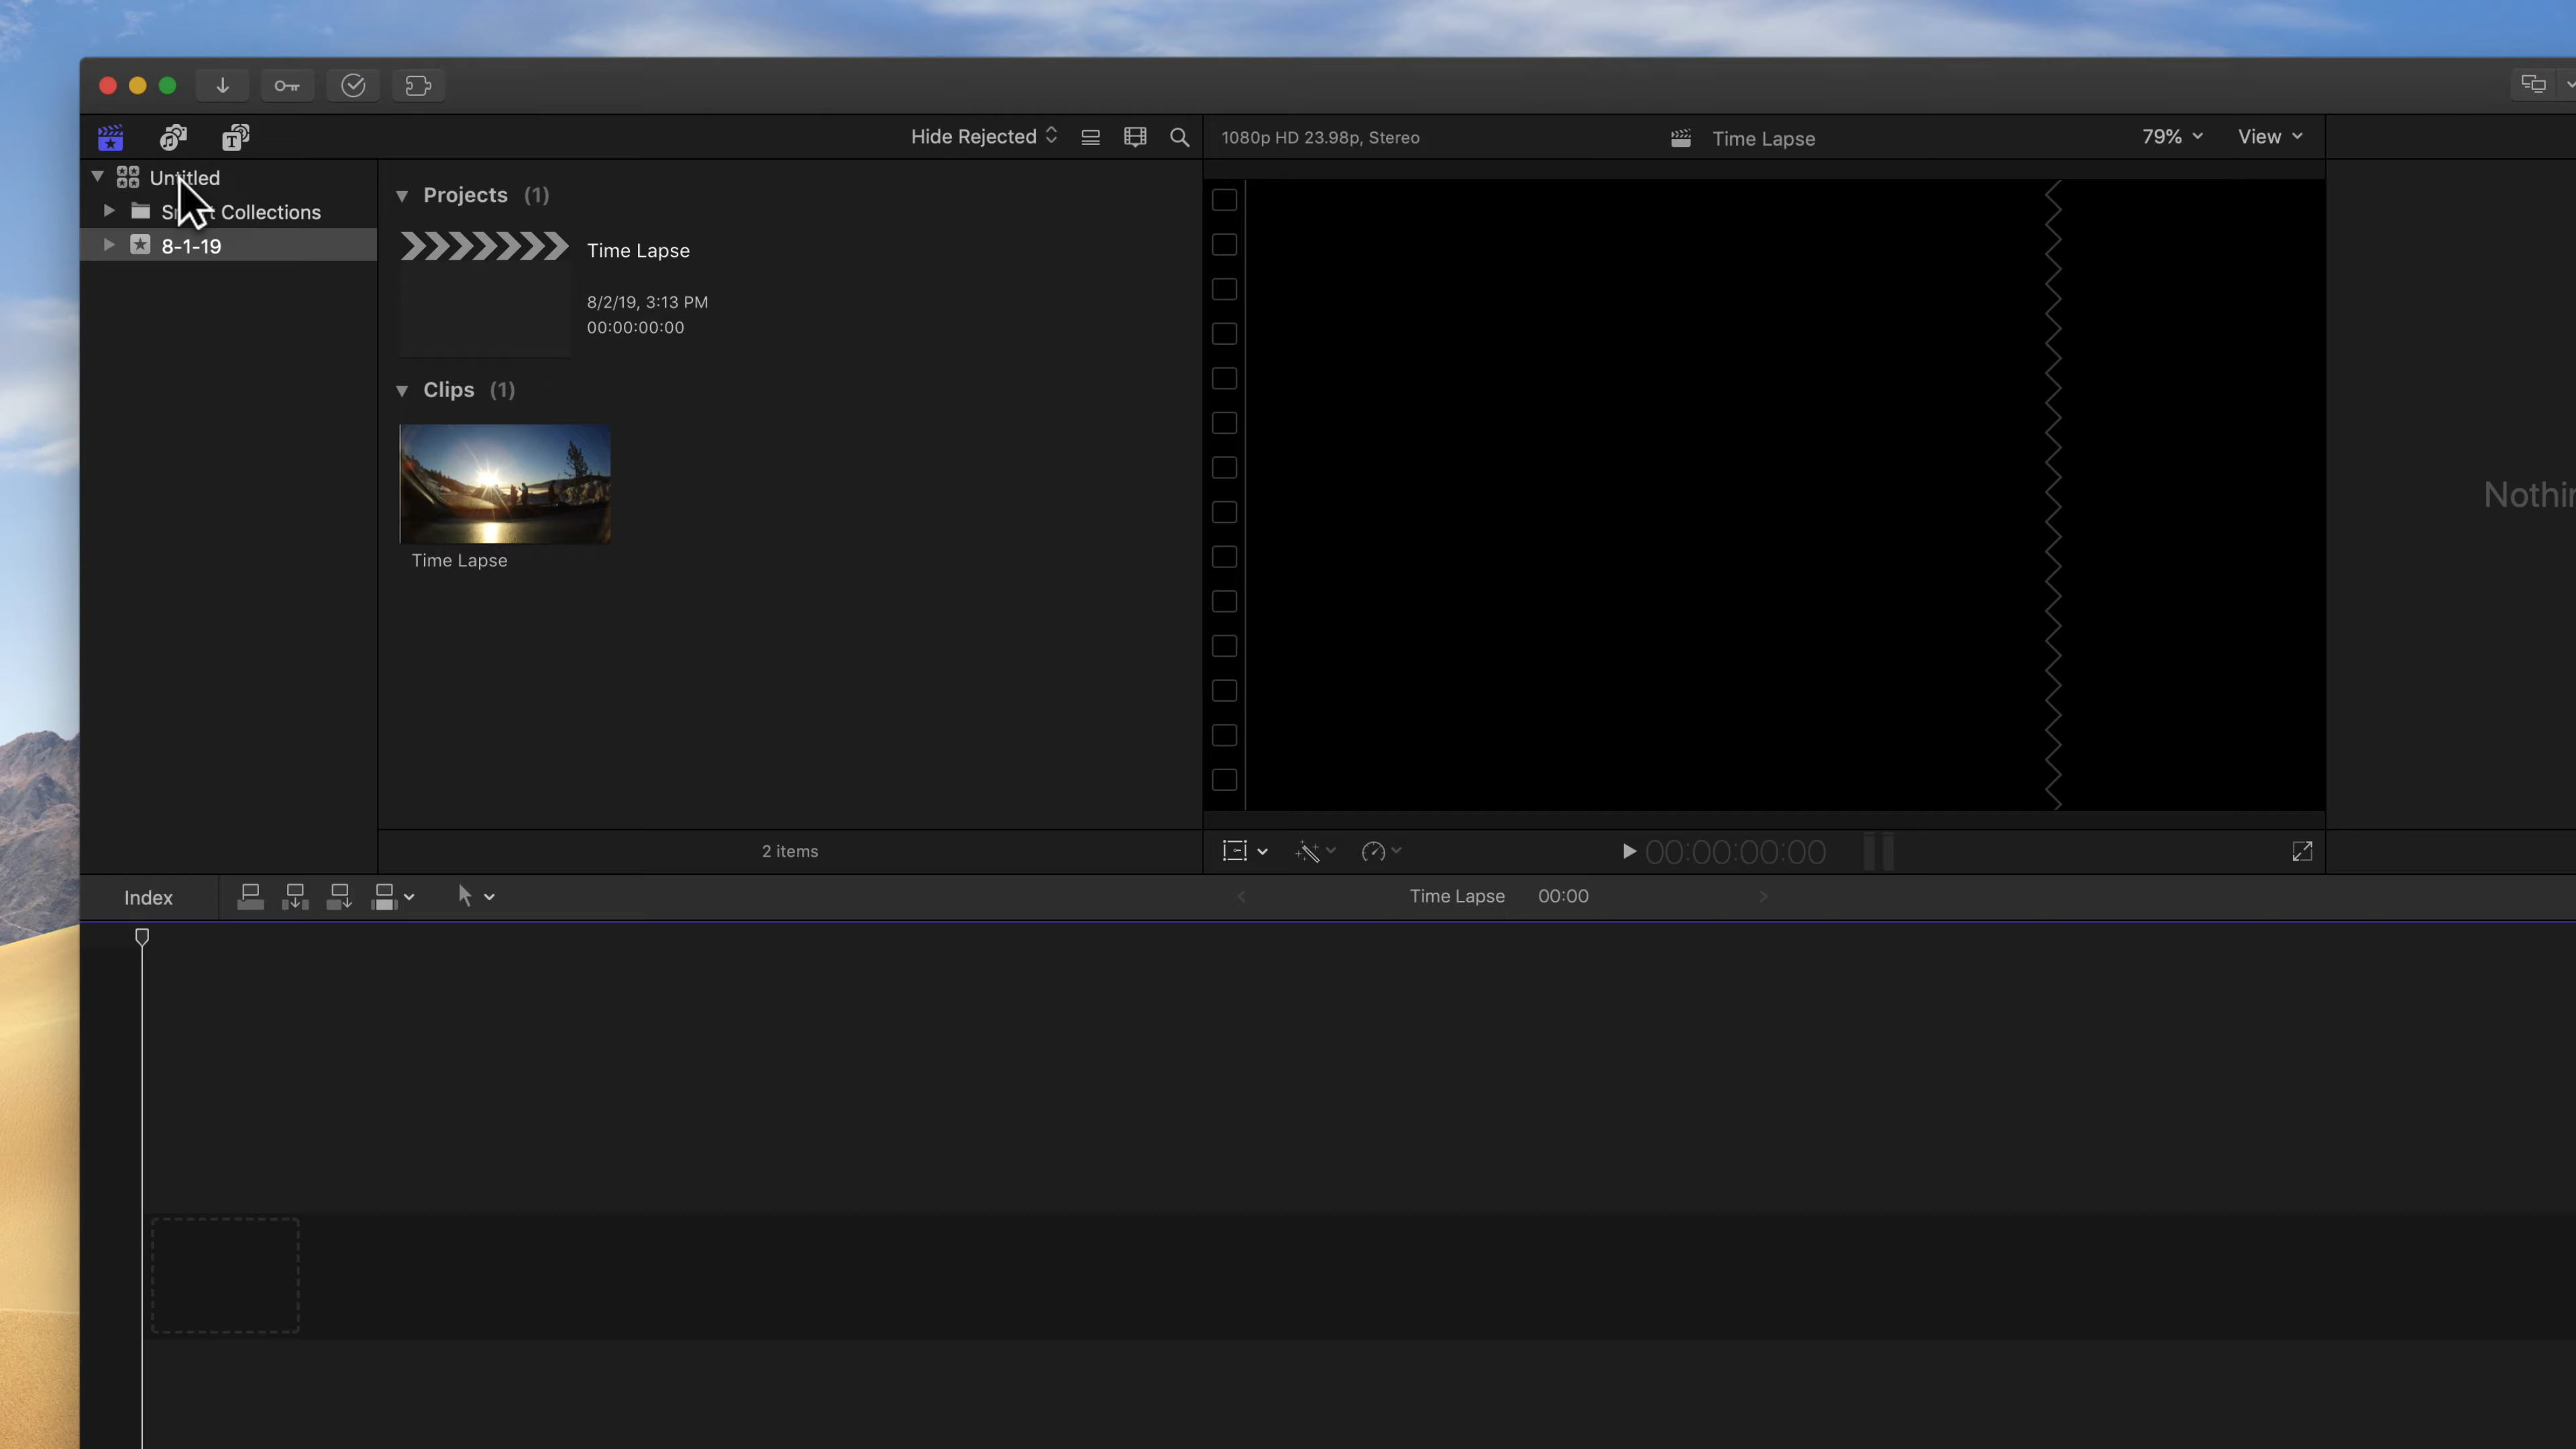 Hide Rejected
1080p HD 23.98p, Stereo
Time Lapse
79%
View
Untitled
Collections
8-1-19
Projects (1)
Time Lapse
8/2/19, 3:13 PM
00:00:00:00
Clips (1)
Time Lapse
2 items
00:00:00:00
Index
Time Lapse
00:00